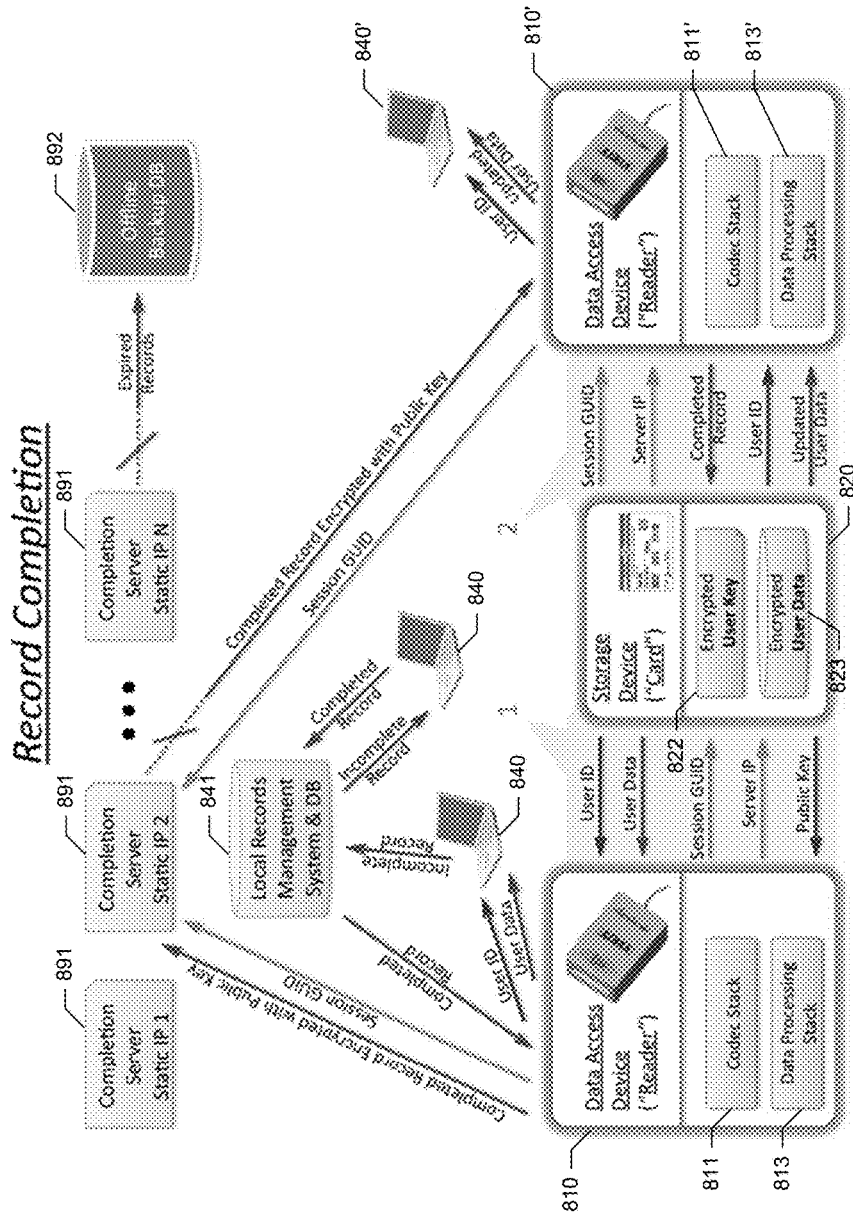 Record Completion
891
Completion
Server
Static IP 1
891
Completion
Server
Static IP 2
891
Completion
Server
Static IP N
Expired
Records
892
Offline
841
Local Records
Management
System & DB
Completed
Record
Incomplete
Record
840
Incomplete
Record
840
Completed Record Encrypted with Public Key
Session GUID
Completed
Record
User ID
User Data
Completed Record Encrypted with Public Key
Session GUID
User ID
Updated
User Data
840'
1
2
810
Data Access
Device
{"Reader"}
Codec Stack
811
Data Processing
Stack
813
User ID
User Data
Session GUID
Server IP
Public Key
820
Storage
Device
{"Card"}
Encrypted
User Key
822
Encrypted
User Data
823
Session GUID
Server IP
Completed
Record
User ID
Updated
User Data
810'
Data Access
Device
{"Reader"}
Codec Stack
811'
Data Processing
Stack
813'